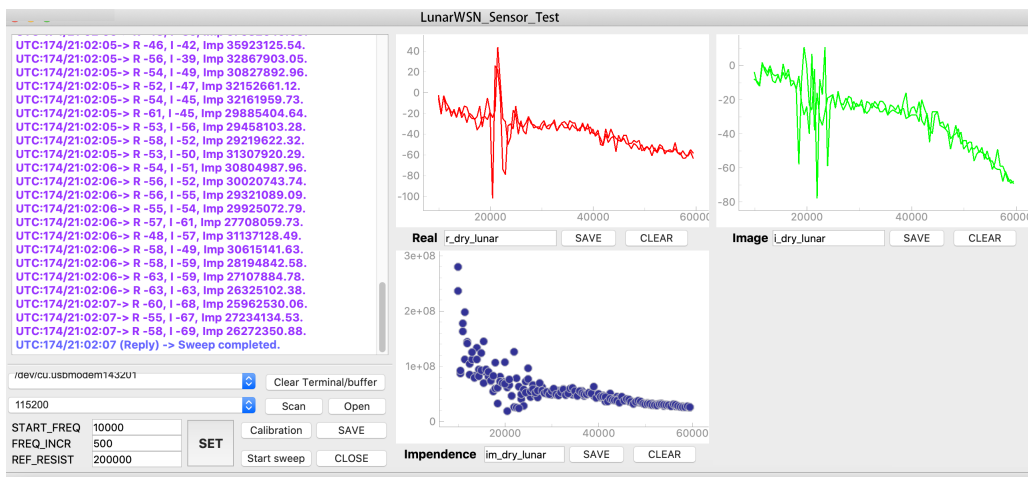 LunarWSN_Sensor_Test
UTC:174/21:02:05-> R -46, I -42, Imp 35923125.54.
UTC:174/21:02:05-> R -56, I -39, Imp 32867903.05.
UTC:174/21:02:05-> R -54, I -49, Imp 30827892.96.
UTC:174/21:02:05-> R -52, I -47, Imp 32152661.12.
UTC:174/21:02:05-> R -54, I -45, Imp 32161959.73.
UTC:174/21:02:05-> R -61, I -45, Imp 29885404.64.
UTC:174/21:02:05-> R -53, I -56, Imp 29458103.28.
UTC:174/21:02:05-> R -58, I -52, Imp 29219622.32.
UTC:174/21:02:05-> R -53, I -50, Imp 31307920.29.
UTC:174/21:02:06-> R -54, I -51, Imp 30804987.96.
UTC:174/21:02:06-> R -56, I -52, Imp 30020743.74.
UTC:174/21:02:06-> R -56, I -55, Imp 29321089.09.
UTC:174/21:02:06-> R -55, I -54, Imp 29925072.79.
UTC:174/21:02:06-> R -57, I -61, Imp 27708059.73.
UTC:174/21:02:06-> R -48, I -57, Imp 31137128.49.
UTC:174/21:02:06-> R -58, I -49, Imp 30615141.63.
UTC:174/21:02:06-> R -58, I -59, Imp 28194842.58.
UTC:174/21:02:06-> R -63, I -59, Imp 27107884.78.
UTC:174/21:02:06-> R -63, I -63, Imp 26325102.38.
UTC:174/21:02:07-> R -60, I -68, Imp 25962530.06.
UTC:174/21:02:07-> R -55, I -67, Imp 27234134.53.
UTC:174/21:02:07-> R -58, I -69, Imp 26272350.88.
UTC:174/21:02:07 (Reply) -> Sweep completed.
/dev/cu.usbmodem143201
Clear Terminal/buffer
115200
Scan
Open
START_FREQ 10000
FREQ_INCR 500
REF_RESIST 200000
SET
Calibration
SAVE
Start sweep
CLOSE
40
20
0
-20
-40
-60
-80
-100
20000 40000 60000
Real r_dry_lunar SAVE CLEAR
0
-20
-40
-60
-80
20000 40000 60000
Image i_dry_lunar SAVE CLEAR
3e+08
2e+08
1e+08
0
20000 40000 60000
Impendence im_dry_lunar SAVE CLEAR